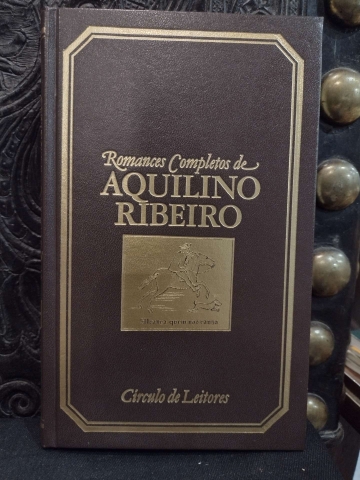 Romances Completos de
AQUILINO
RIBEIRO
Círculo de Leitores